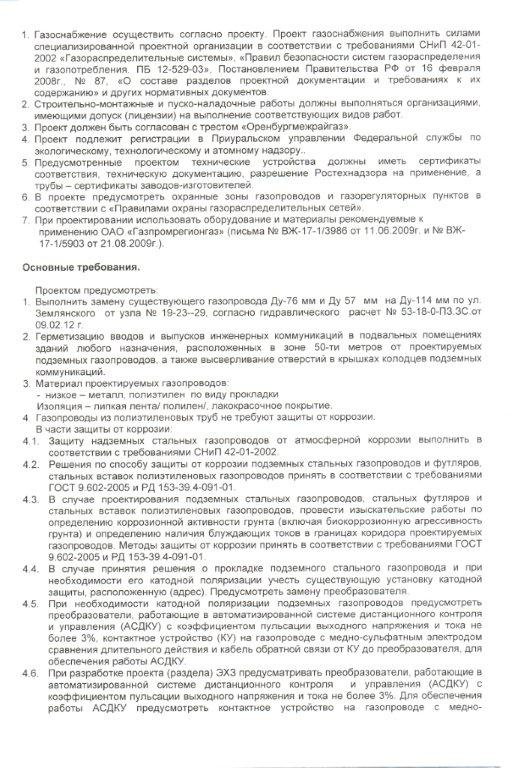 1. Газоснабжение осуществить согласно проекту. Проект газоснабжения выполнить силами
специализированной проектной организации в соответствии с требованиями СНиП 42-01-
2002 «Газораспределительные системы», «Правил безопасности систем газораспределения
и газопотребления. ПБ 12-529-03», Постановлением Правительства РФ от 16 февраля
2008г., № 87, «О составе разделов проектной документации и требованиях к их
содержанию» и других нормативных документов.
2. Строительно-монтажные и пуско-наладочные работы должны выполняться организациями,
имеющими допуск (лицензии) на выполнение соответствующих видов работ.
3. Проект должен быть согласован с трестом «Оренбургмежрайгаз».
4. Проект подлежит регистрации в Приуральском управлении Федеральной службы по
экологическому, технологическому и атомному надзору..
5. Предусмотренные проектом технические устройства должны иметь сертификаты
соответствия, техническую документацию, разрешение Ростехнадзора на применение, а
трубы – сертификаты заводов-изготовителей.
6. В проекте предусмотреть охранные зоны газопроводов и газорегуляторных пунктов в
соответствии с «Правилами охраны газораспределительных сетей».
7. При проектировании использовать оборудование и материалы рекомендуемые к
применению ОАО «Газпромрегионгаз» (письма № ВЖ-17-1/3986 от 11.06.2009г. и № ВЖ-
17-1/5903 от 21.08.2009г.).
Основные требования.
Проектом предусмотреть:
1. Выполнить замену существующего газопровода Ду-76 мм и Ду 57 мм на Ду-114 мм по ул.
Землянского от узла № 19-23--29, согласно гидравлического расчет № 53-18-0-ПЗ.ЗС.от
09.02.12 г.
2. Герметизацию вводов и выпусков инженерных коммуникаций в подвальных помещениях
зданий любого назначения, расположенных в зоне 50-ти метров от проектируемых
подземных газопроводов, а также высверливание отверстий в крышках колодцев подземных
коммуникаций.
3. Материал проектируемых газопроводов:
- низкое – металл, полиэтилен по виду прокладки
Изоляция – липкая лента/ полилен/, лакокрасочное покрытие.
4. Газопроводы из полиэтиленовых труб не требуют защиты от коррозии.
В части защиты от коррозии:
4.1. Защиту надземных стальных газопроводов от атмосферной коррозии выполнить в
соответствии с требованиями СНиП 42-01-2002.
4.2. Решения по способу защиты от коррозии подземных стальных газопроводов и футляров,
стальных вставок полиэтиленовых газопроводов принять в соответствии с требованиями
ГОСТ 9.602-2005 и РД 153-39.4-091-01.
4.3. В случае проектирования подземных стальных газопроводов, стальных футляров и
стальных вставок полиэтиленовых газопроводов, провести изыскательские работы по
определению коррозионной активности грунта (включая биокоррозионную агрессивность
грунта) и определению наличия блуждающих токов в границах коридора проектируемых
газопроводов. Методы защиты от коррозии принять в соответствии с требованиями ГОСТ
9.602-2005 и РД 153-39.4-091-01.
4.4. В случае принятия решения о прокладке подземного стального газопровода и при
необходимости его катодной поляризации учесть существующую установку катодной
защиты, расположенную (адрес). Предусмотреть замену преобразователя.
4.5. При необходимости катодной поляризации подземных газопроводов предусмотреть
преобразователи, работающие в автоматизированной системе дистанционного контроля
и управления (АСДКУ) с коэффициентом пульсации выходного напряжения и тока не
более 3%, контактное устройство (КУ) на газопроводе с медно-сульфатным электродом
сравнения длительного действия и кабель обратной связи от КУ до преобразователя, для
обеспечения работы АСДКУ.
4.6. При разработке проекта (раздела) ЭХЗ предусматривать преобразователи, работающие в
автоматизированной системе дистанционного контроля и управления (АСДКУ) с
коэффициентом пульсации выходного напряжения и тока не более 3%. Для обеспечения
работы АСДКУ предусмотреть контактное устройство на газопроводе с медно-